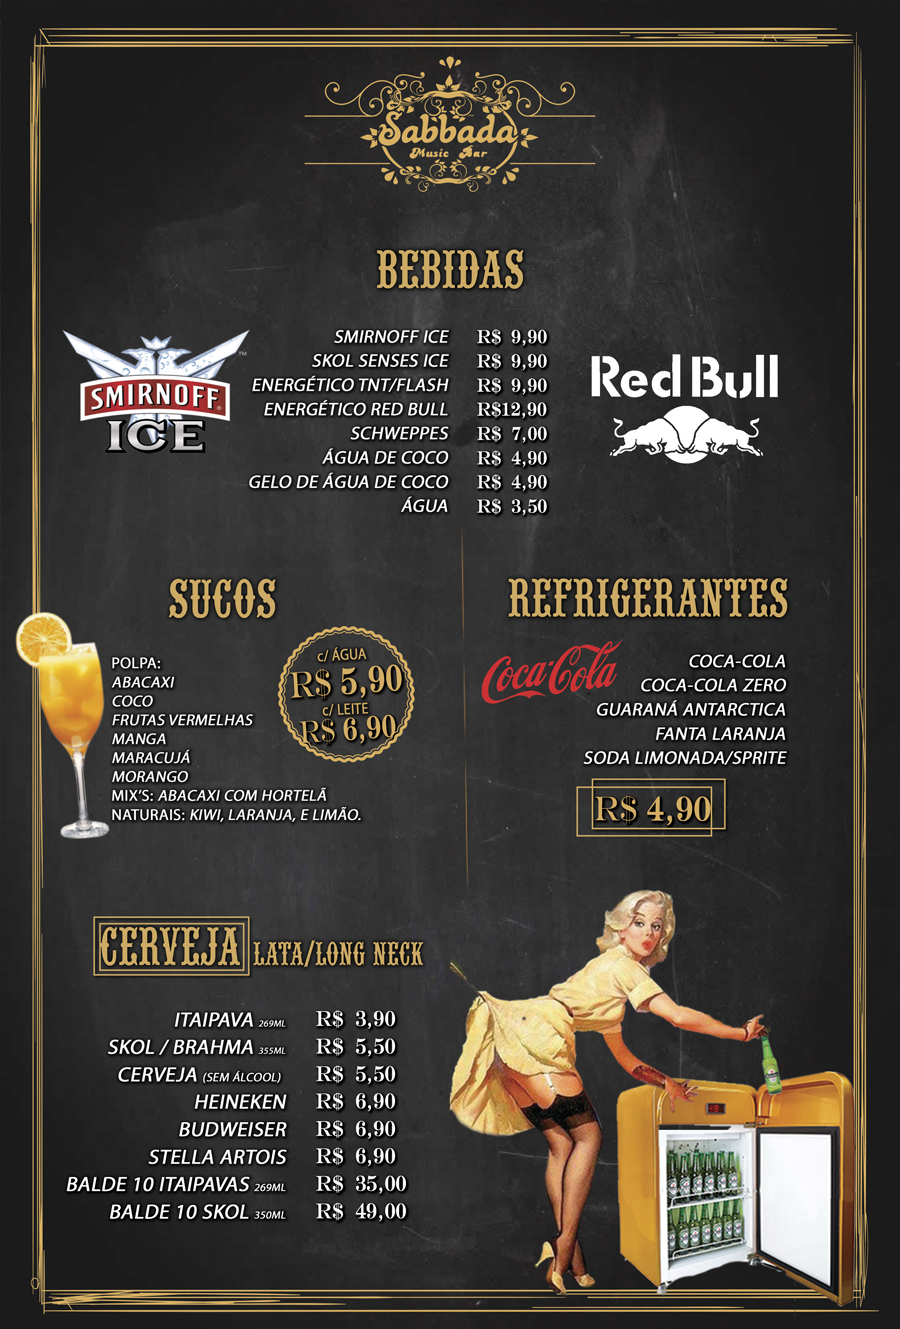 Sabbada
Music Bar
BEBIDAS
SMIRNOFF ICE R$ 9,90
SKOL SENSES ICE R$ 9,90
ENERGÉTICO TNT/FLASH R$ 9,90
ENERGÉTICO RED BULL R$12,90
SCHWEPPES R$ 7,00
ÁGUA DE COCO R$ 4,90
GELO DE ÁGUA DE COCO R$ 4,90
ÁGUA R$ 3,50
SMIRNOFF
ICE
TM
Red Bull
SUCOS
POLPA:
ABACAXI
COCO
FRUTAS VERMELHAS
MANGA
MARACUJÁ
MORANGO
MIX'S: ABACAXI COM HORTELÃ
NATURAIS: KIWI, LARANJA, E LIMÃO.
c/ ÁGUA
R$ 5,90
c/ LEITE
R$ 6,90
REFRIGERANTES
Coca-Cola
COCA-COLA
COCA-COLA ZERO
GUARANÁ ANTARCTICA
FANTA LARANJA
SODA LIMONADA/SPRITE
R$ 4,90
CERVEJA LATA/LONG NECK
ITAIPAVA 269ML R$ 3,90
SKOL / BRAHMA 355ML R$ 5,50
CERVEJA (SEM ÁLCOOL) R$ 5,50
HEINEKEN R$ 6,90
BUDWEISER R$ 6,90
STELLA ARTOIS R$ 6,90
BALDE 10 ITAIPAVAS 269ML R$ 35,00
BALDE 10 SKOL 350ML R$ 49,00